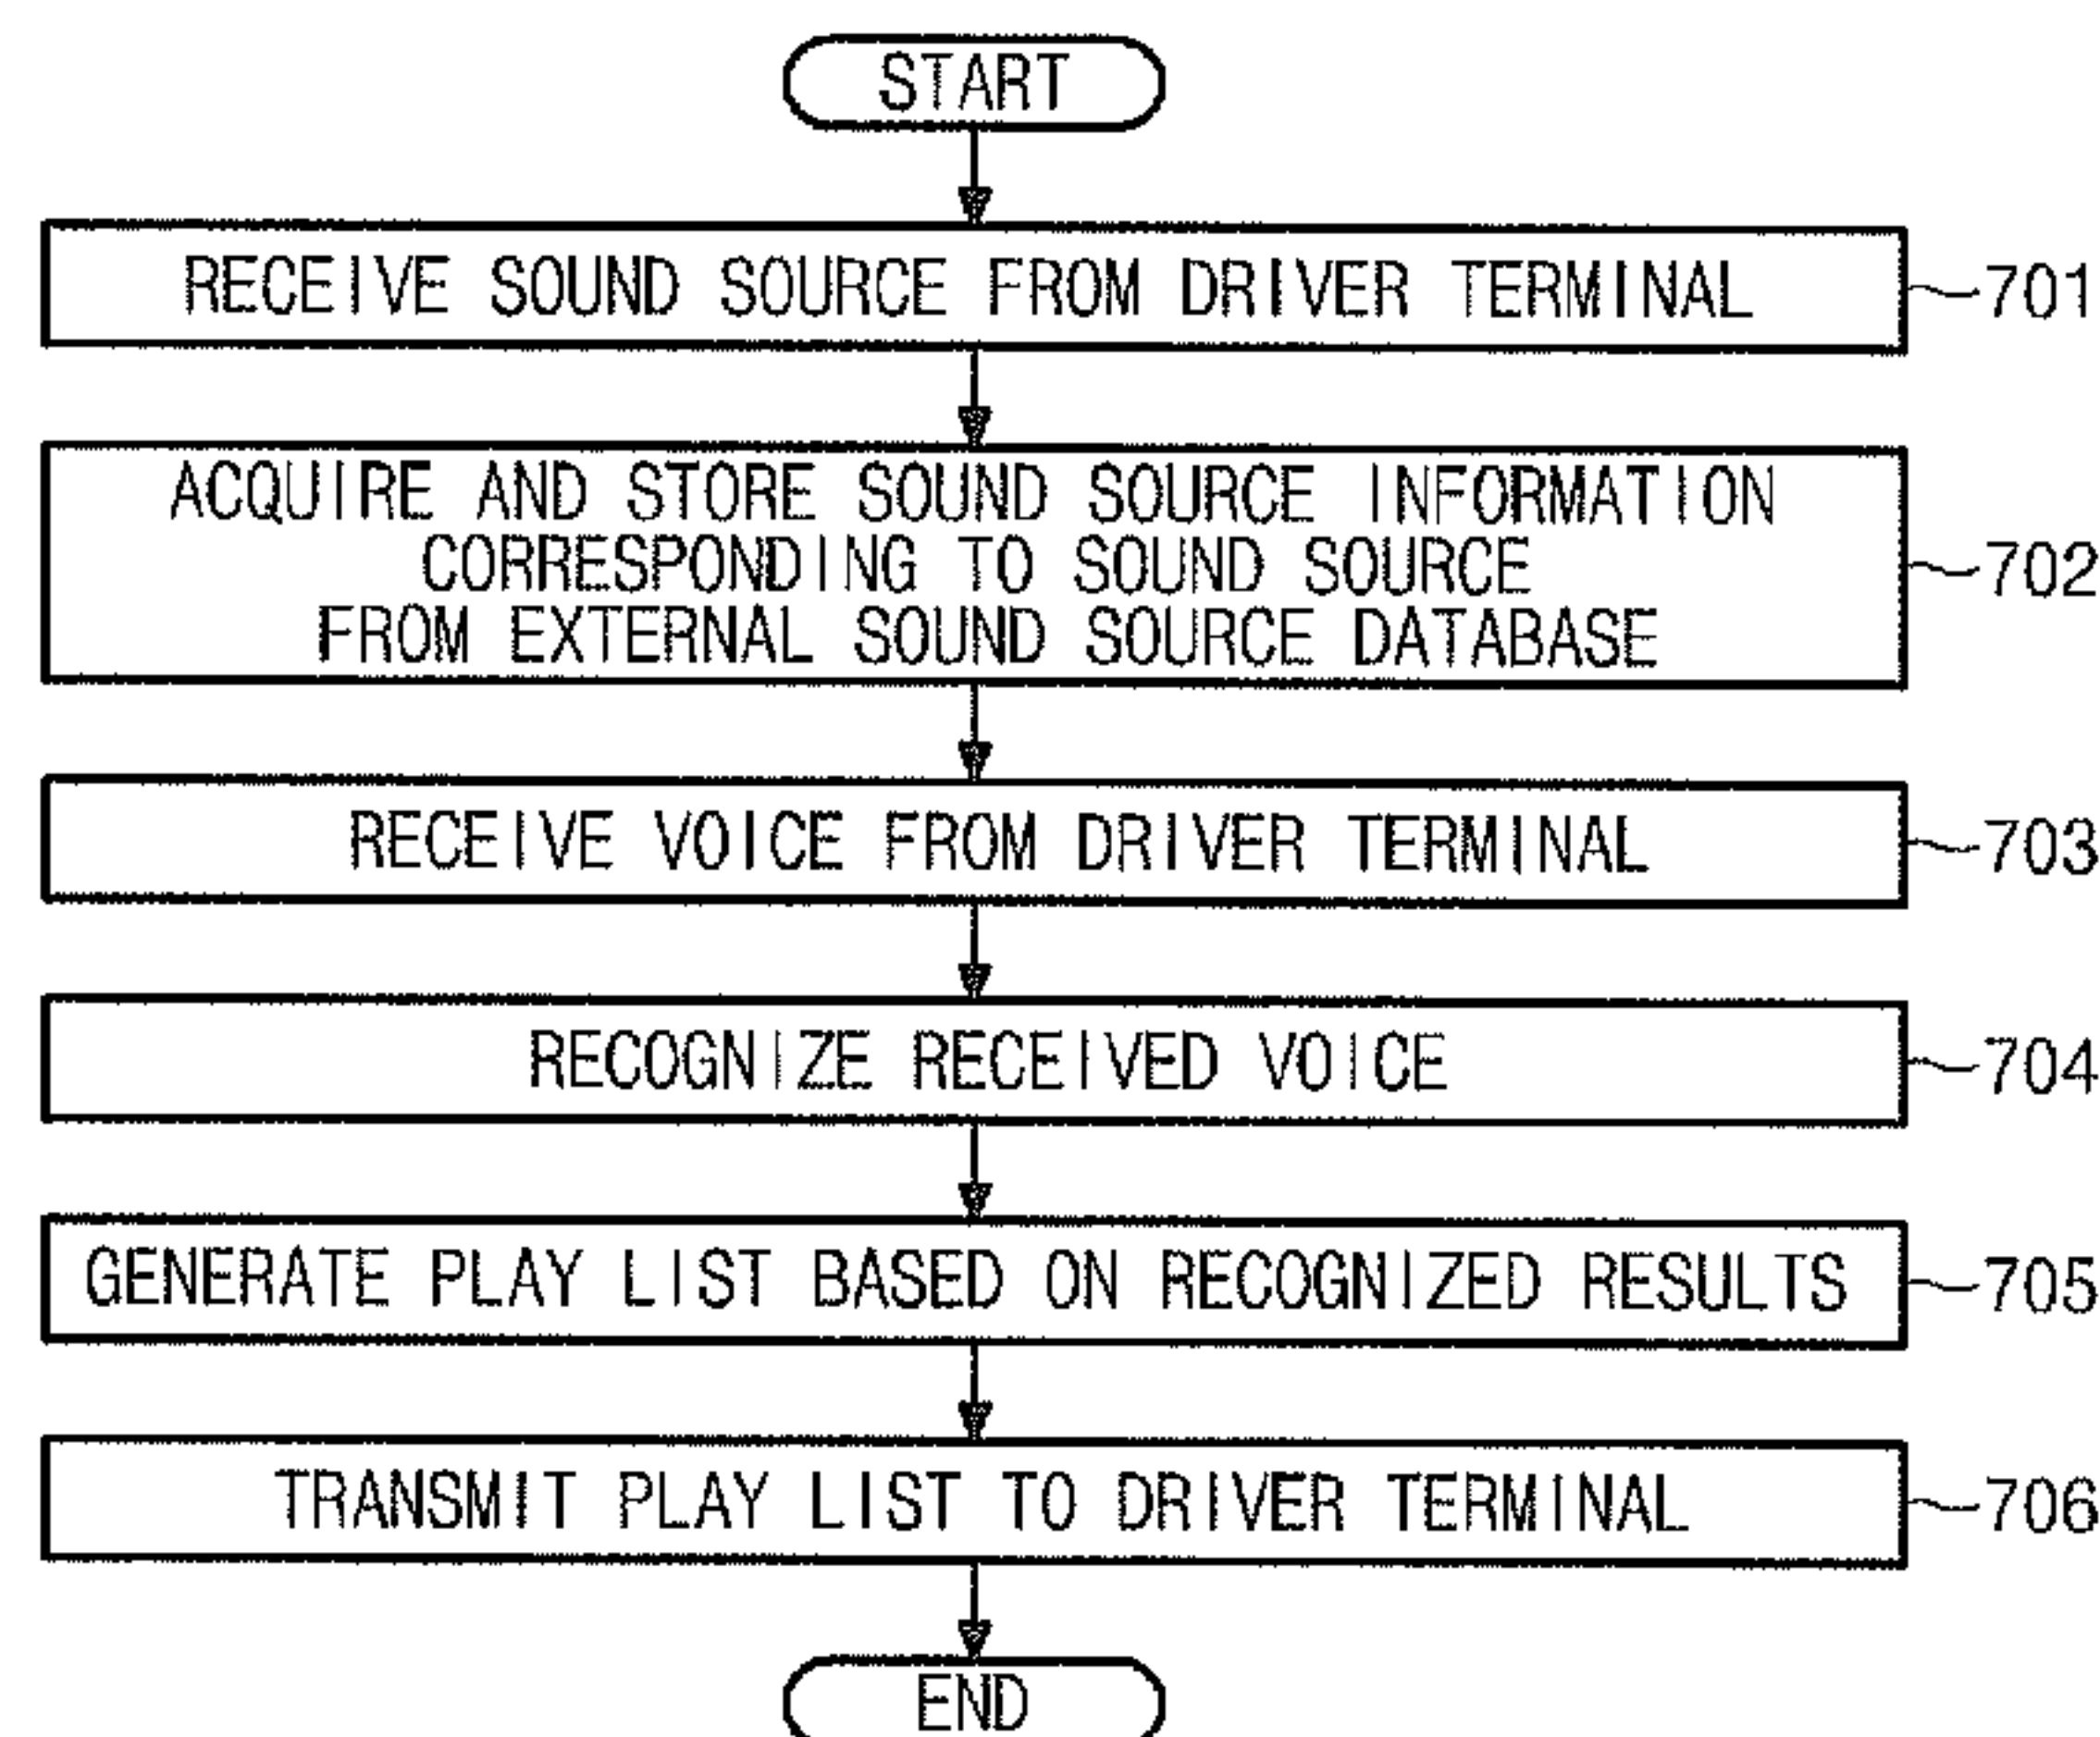 START
RECEIVE SOUND SOURCE FROM DRIVER TERMINAL
701
ACQUIRE AND STORE SOUND SOURCE INFORMATION
CORRESPONDING TO SOUND SOURCE
FROM EXTERNAL SOUND SOURCE DATABASE
702
RECEIVE VOICE FROM DRIVER TERMINAL
703
RECOGNIZE RECEIVED VOICE
704
GENERATE PLAY LIST BASED ON RECOGNIZED RESULTS
705
TRANSMIT PLAY LIST TO DRIVER TERMINAL
706
END